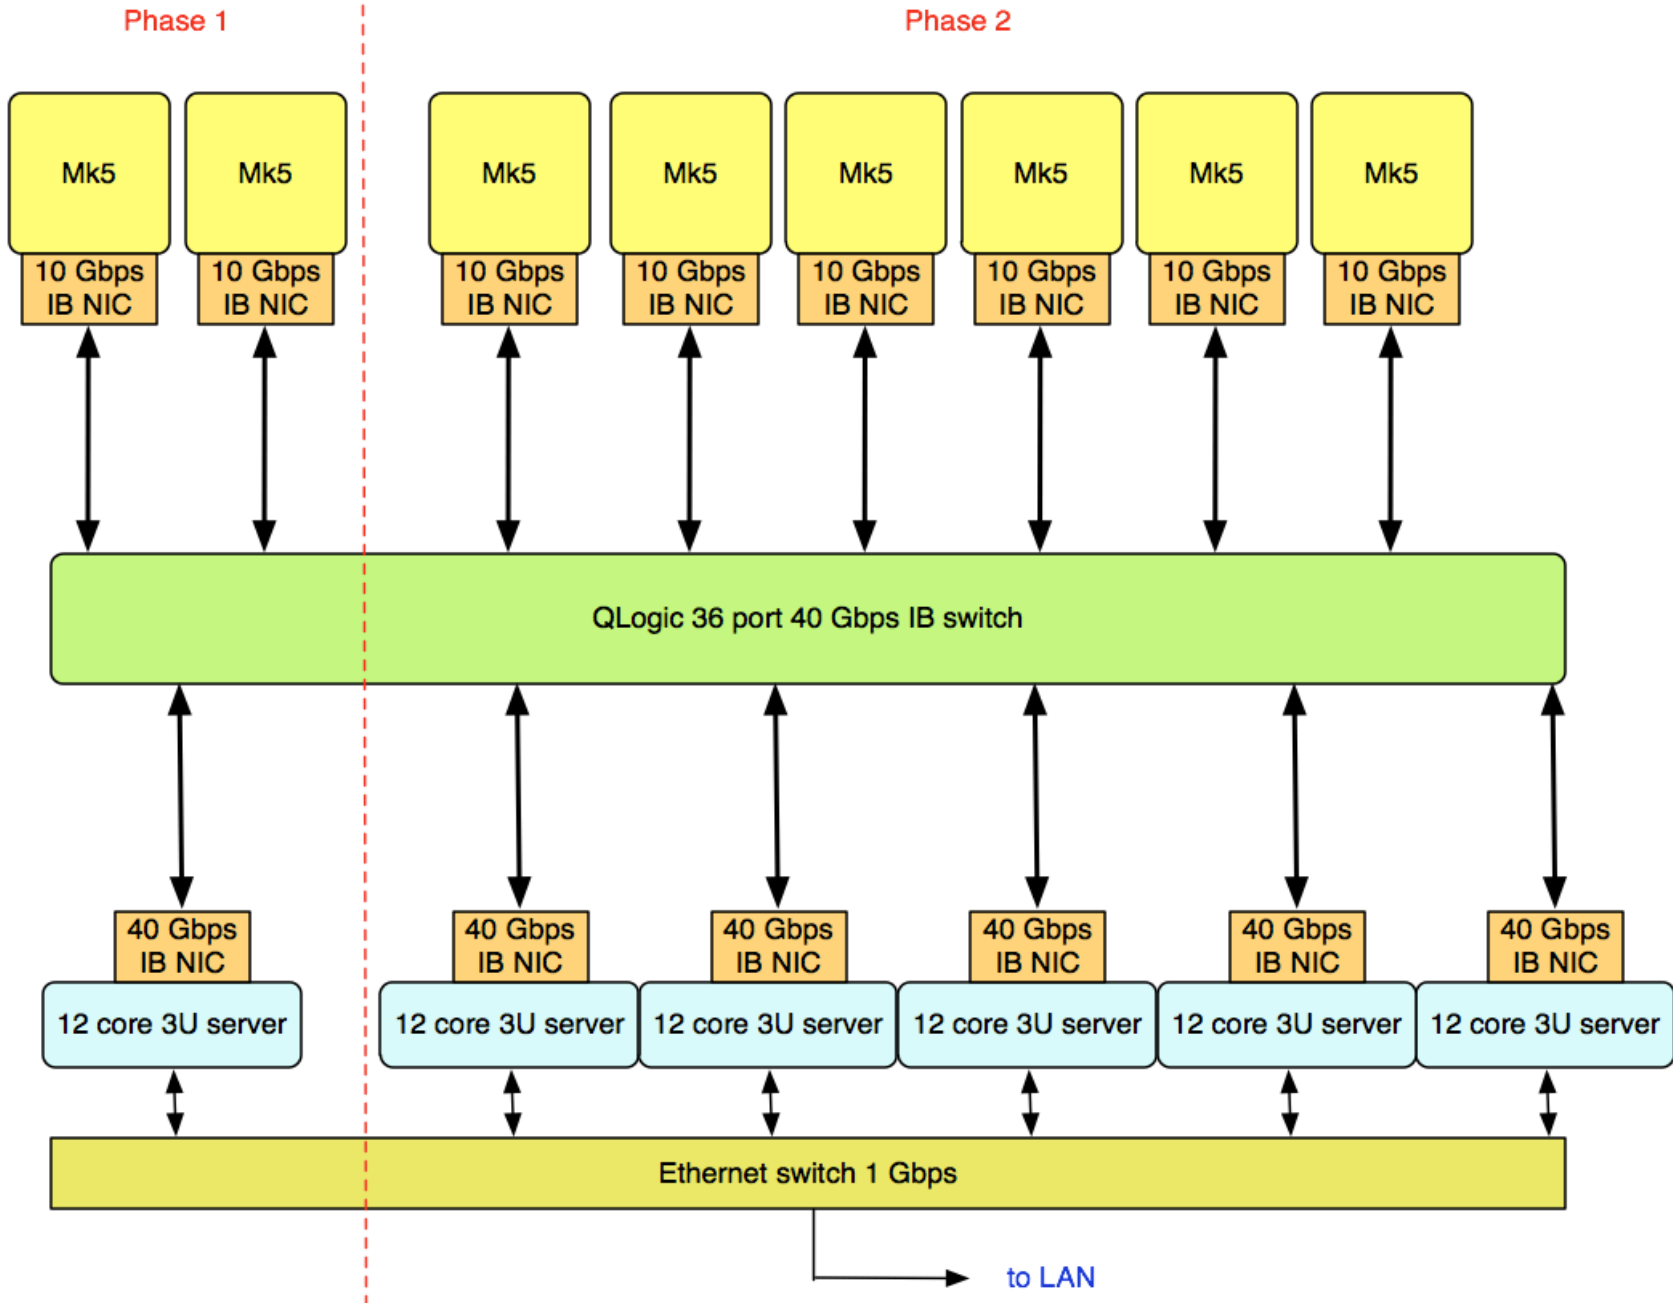 Phase 1
Phase 2
Mk5
Mk5
Mk5
Mk5
Mk5
Mk5
Mk5
Mk5
10 Gbps
IB NIC
10 Gbps
IB NIC
10 Gbps
IB NIC
10 Gbps
IB NIC
10 Gbps
IB NIC
10 Gbps
IB NIC
10 Gbps
IB NIC
10 Gbps
IB NIC
QLogic 36 port 40 Gbps IB switch
40 Gbps
IB NIC
40 Gbps
IB NIC
40 Gbps
IB NIC
40 Gbps
IB NIC
40 Gbps
IB NIC
40 Gbps
IB NIC
12 core 3U server
12 core 3U server
12 core 3U server
12 core 3U server
12 core 3U server
12 core 3U server
Ethernet switch 1 Gbps
to LAN